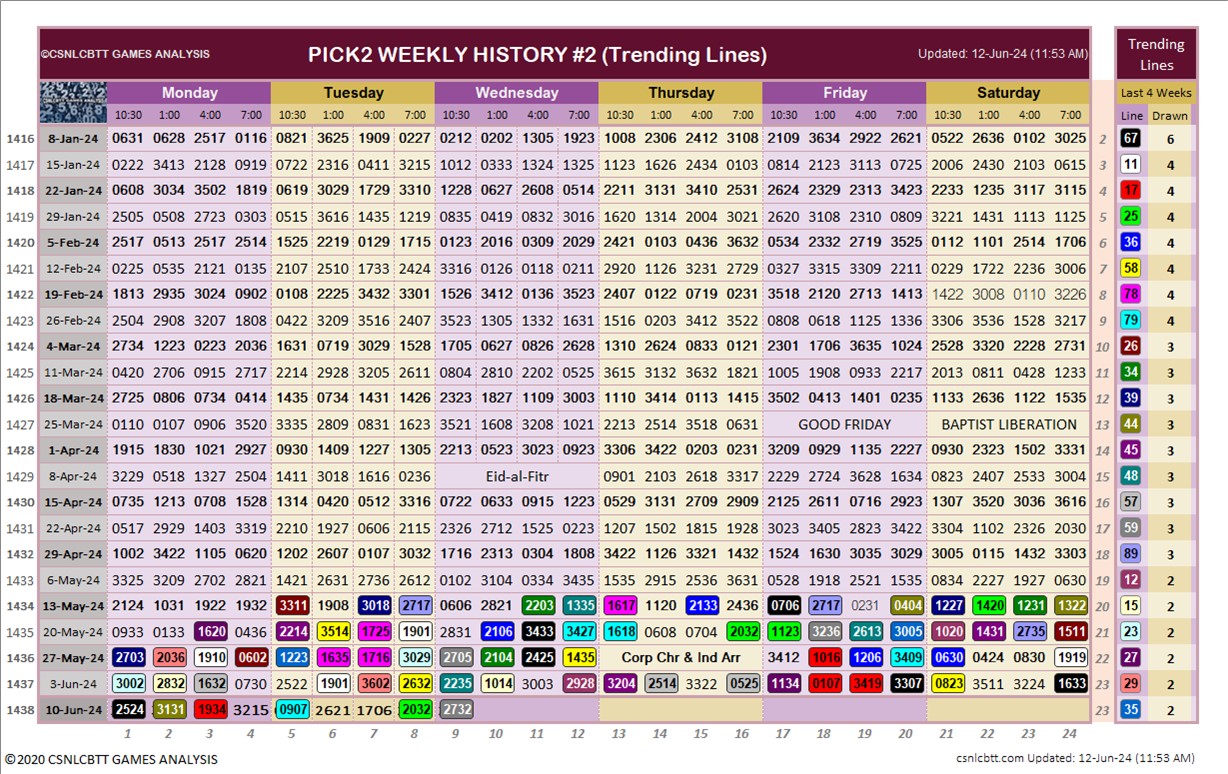 ©CSNLCBTT GAMES ANALYSIS PICK2 WEEKLY HISTORY #2 (Trending Lines) Updated: 12-Jun-24 (11:53 AM) Trending Lines
Monday Tuesday Wednesday Thursday Friday Saturday Last 4 Weeks
10:30 1:00 4:00 7:00 10:30 1:00 4:00 7:00 10:30 1:00 4:00 7:00 10:30 1:00 4:00 7:00 10:30 1:00 4:00 7:00 10:30 1:00 4:00 7:00 Line Drawn
1416 8-Jan-24 0631 0628 2517 0116 0821 3625 1909 0227 0212 0202 1305 1923 1008 2306 2412 3108 2109 3634 2922 2621 0522 2636 0102 3025 2 67 6
1417 15-Jan-24 0222 3413 2128 0919 0722 2316 0411 3215 1012 0333 1324 1325 1123 1626 2434 0103 0814 2123 3113 0725 2006 2430 2103 0615 3 11 4
1418 22-Jan-24 0608 3034 3502 1819 0619 3029 1729 3310 1228 0627 2608 0514 2211 3131 3410 2531 2624 2329 2313 3423 2233 1235 3117 3115 4 17 4
1419 29-Jan-24 2505 0508 2723 0303 0515 3616 1435 1219 0835 0419 0832 3016 1620 1314 2004 3021 2620 3108 2310 0809 3221 1431 1113 1125 5 25 4
1420 5-Feb-24 2517 0513 2517 2514 1525 2219 0129 1715 0123 2016 0309 2029 2421 0103 0436 3632 0534 2332 2719 3525 0112 1101 2514 1706 6 36 4
1421 12-Feb-24 0225 0535 2121 0135 2107 2510 1733 2424 3316 0126 0118 0211 2920 1126 3231 2729 0327 3315 3309 2211 0229 1722 2236 3006 7 58 4
1422 19-Feb-24 1813 2935 3024 0902 0108 2225 3432 3301 1526 3412 0136 3523 2407 0122 0719 0231 3518 2120 2713 1413 1422 3008 0110 3226 8 78 4
1423 26-Feb-24 2504 2908 3207 1808 0422 3209 3516 2407 3523 1305 1332 1631 1516 0203 3412 3522 0808 0618 1125 1336 3306 3536 1528 3217 9 79 4
1424 4-Mar-24 2734 1223 0223 2036 1631 0719 3029 1528 1705 0627 0826 2628 1310 2624 0833 0121 2301 1706 3635 1024 2528 3320 2228 2731 10 26 3
1425 11-Mar-24 0420 2706 0915 2717 2214 2928 3205 2611 0804 2810 2202 0525 3615 3132 3632 1821 1005 1908 0933 2217 2013 0811 0428 1233 11 34 3
1426 18-Mar-24 2725 0806 0734 0414 1435 0734 1431 1426 2323 1827 1109 3003 1110 3414 0113 1415 3502 0413 1401 0235 1133 2636 1122 1535 12 39 3
1427 25-Mar-24 0110 0107 0906 3520 3335 2809 0831 1623 3521 1608 3208 1021 2213 2514 3518 0631 GOOD FRIDAY BAPTIST LIBERATION 13 44 3
1428 1-Apr-24 1915 1830 1021 2927 0930 1409 1227 1305 2213 0523 3023 0923 3306 3422 0203 0231 3209 0929 1135 2227 0930 2323 1502 3331 14 45 3
1429 8-Apr-24 3229 0518 1327 2504 1411 3018 1616 0236 Eid-al-Fitr 0901 2103 2618 3317 2229 2724 3628 1634 0823 2407 2533 3004 15 48 3
1430 15-Apr-24 0735 1213 0708 1528 1314 0420 0512 3316 0722 0633 0915 1223 0529 3131 2709 2909 2125 2611 0716 2923 1307 3520 3036 3616 16 57 3
1431 22-Apr-24 0517 2929 1403 3319 2210 1927 0606 2115 2326 2712 1525 0223 1207 1502 1815 1928 3023 3405 2823 3422 3304 1102 2326 2030 17 59 3
1432 29-Apr-24 1002 3422 1105 0620 1202 2607 0107 3032 1716 2313 0304 1808 3422 1126 3321 1432 1524 1630 3035 3029 3005 0115 1432 3303 18 89 3
1433 6-May-24 3325 3209 2702 2821 1421 2631 2736 2612 0102 3104 0334 3435 1535 2915 2536 3631 0528 1918 2521 1535 0834 2227 1927 0630 19 12 2
1434 13-May-24 2124 1031 1922 1932 3311 1908 3018 2717 0606 2821 2203 1335 1617 1120 2133 2436 0706 2717 0231 0404 1227 1420 1231 1322 20 15 2
1435 20-May-24 0933 0133 1620 0436 2214 3514 1725 1901 2831 2106 3433 3427 1618 0608 0704 2032 1123 3236 2613 3005 1020 1431 2735 1511 21 23 2
1436 27-May-24 2703 2036 1910 0602 1223 1635 1716 3029 2705 2104 2425 1435 Corp Chr & Ind Arr 3412 1016 1206 3409 0630 0424 0830 1919 22 27 2
1437 3-Jun-24 3002 2832 1632 0730 2522 1901 3602 2632 2235 1014 3003 2928 3204 2514 3322 0525 1134 0107 3419 3307 0823 3511 3224 1633 23 29 2
1438 10-Jun-24 2524 3131 1934 3215 0907 2621 1706 2032 2732 23 35 2
1 2 3 4 5 6 7 8 9 10 11 12 13 14 15 16 17 18 19 20 21 22 23 24
©2020 CSNLCBTT GAMES ANALYSIS csnlcbtt.com Updated: 12-Jun-24 (11:53 AM)